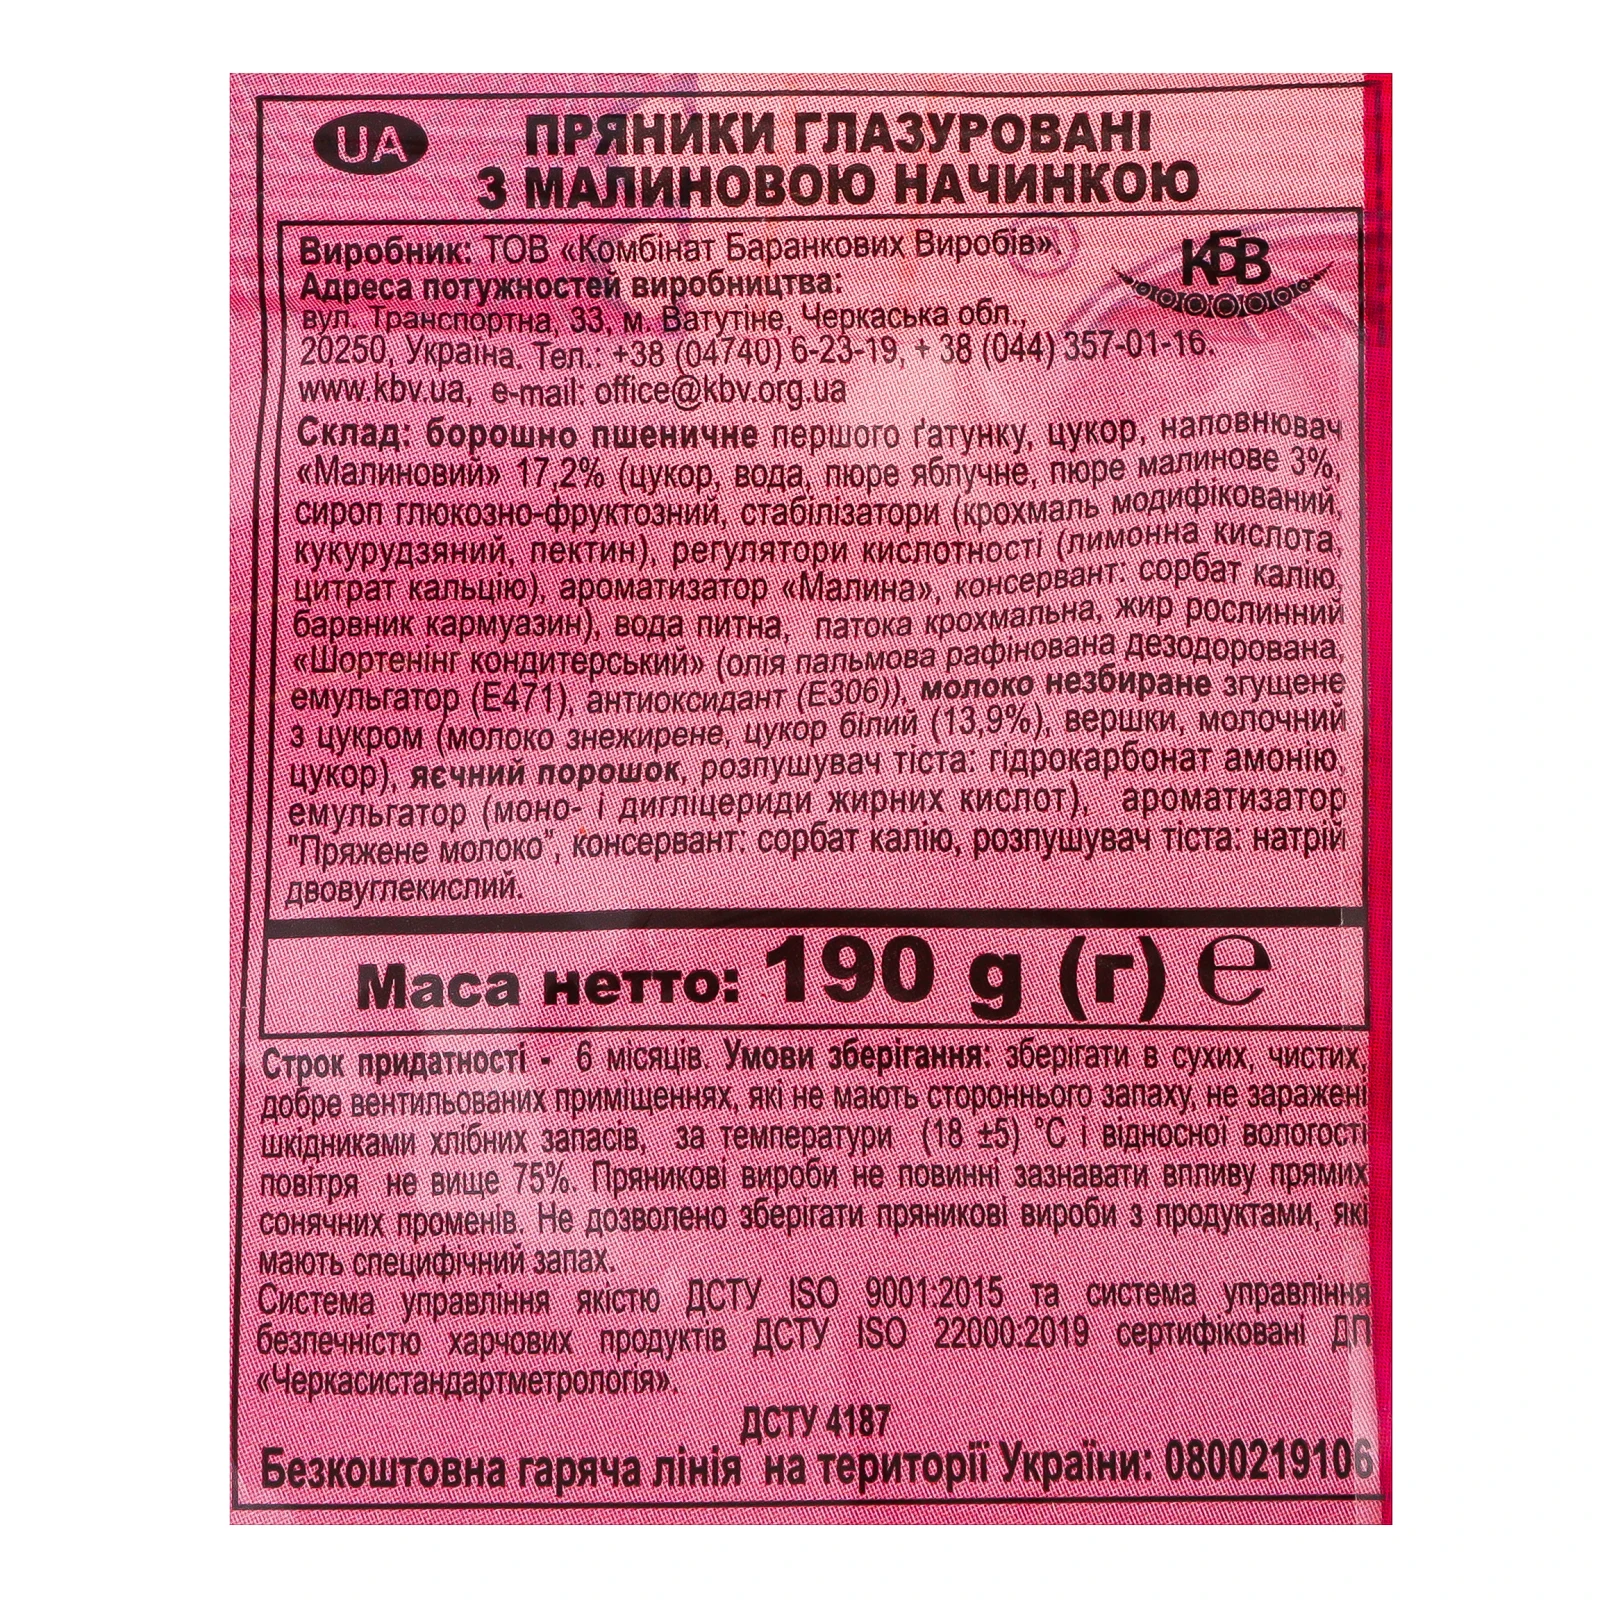 UA
ПРЯНИКИ ГЛАЗУРОВАНІ
З МАЛИНОВОЮ НАЧИНКОЮ
Виробник: ТОВ «Комбінат Баранкових Виробів».
КБВ
Адреса потужностей виробництва:
вул. Транспортна, 33, м. Ватутіне, Черкаська обл.,
20250, Україна. Тел.: +38 (04740) 6-23-19, + 38 (044) 357-01-16.
www.kbv.ua, e-mail: office@kbv.org.ua
Склад: борошно пшеничне першого ґатунку, цукор, наповнювач
«Малиновий» 17,2% (цукор, вода, пюре яблучне, пюре малинове 3%,
сироп глюкозно-фруктозний, стабілізатори (крохмаль модифікований,
кукурудзяний, пектин), регулятори кислотності (лимонна кислота,
цитрат кальцію), ароматизатор «Малина», консервант: сорбат калію,
барвник кармуазин), вода питна, патока крохмальна, жир рослинний
«Шортенінг кондитерський» (олія пальмова рафінована дезодорована,
емульгатор (Е471), антиоксидант (Е306)), молоко незбиране згущене
з цукром (молоко знежирене, цукор білий (13,9%), вершки, молочний
цукор), яєчний порошок, розпушувач тіста: гідрокарбонат амонію,
емульгатор (моно- і дигліцериди жирних кислот), ароматизатор
"Пряжене молоко", консервант: сорбат калію, розпушувач тіста: натрій
двовуглекислий.
Маса нетто: 190 g (г) ℮
Строк придатності - 6 місяців. Умови зберігання: зберігати в сухих, чистих,
добре вентильованих приміщеннях, які не мають стороннього запаху, не заражені
шкідниками хлібних запасів, за температури (18 ±5) °С і відносної вологості
повітря не вище 75%. Пряникові вироби не повинні зазнавати впливу прямих
сонячних променів. Не дозволено зберігати пряникові вироби з продуктами, які
мають специфічний запах.
Система управління якістю ДСТУ ISO 9001:2015 та система управління
безпечністю харчових продуктів ДСТУ ISO 22000:2019 сертифіковані ДП
«Черкасистандартметрологія».
ДСТУ 4187
Безкоштовна гаряча лінія на території України: 0800219106